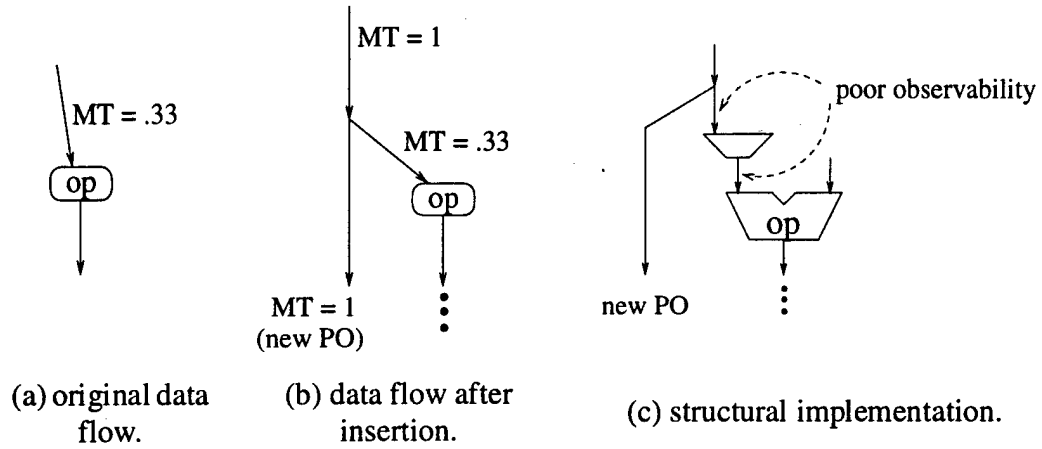 MT = 1
MT = .33
MT = .33
op
op
MT = 1
(new PO)
poor observability
op
new PO
(a) original data
flow.
(b) data flow after
insertion.
(c) structural implementation.